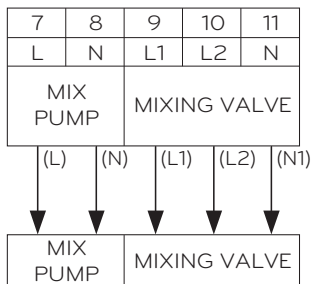 7 8 9 10 11
L N L1 L2 N
MIX PUMP MIXING VALVE
(L) (N) (L1) (L2) (N1)
MIX PUMP MIXING VALVE